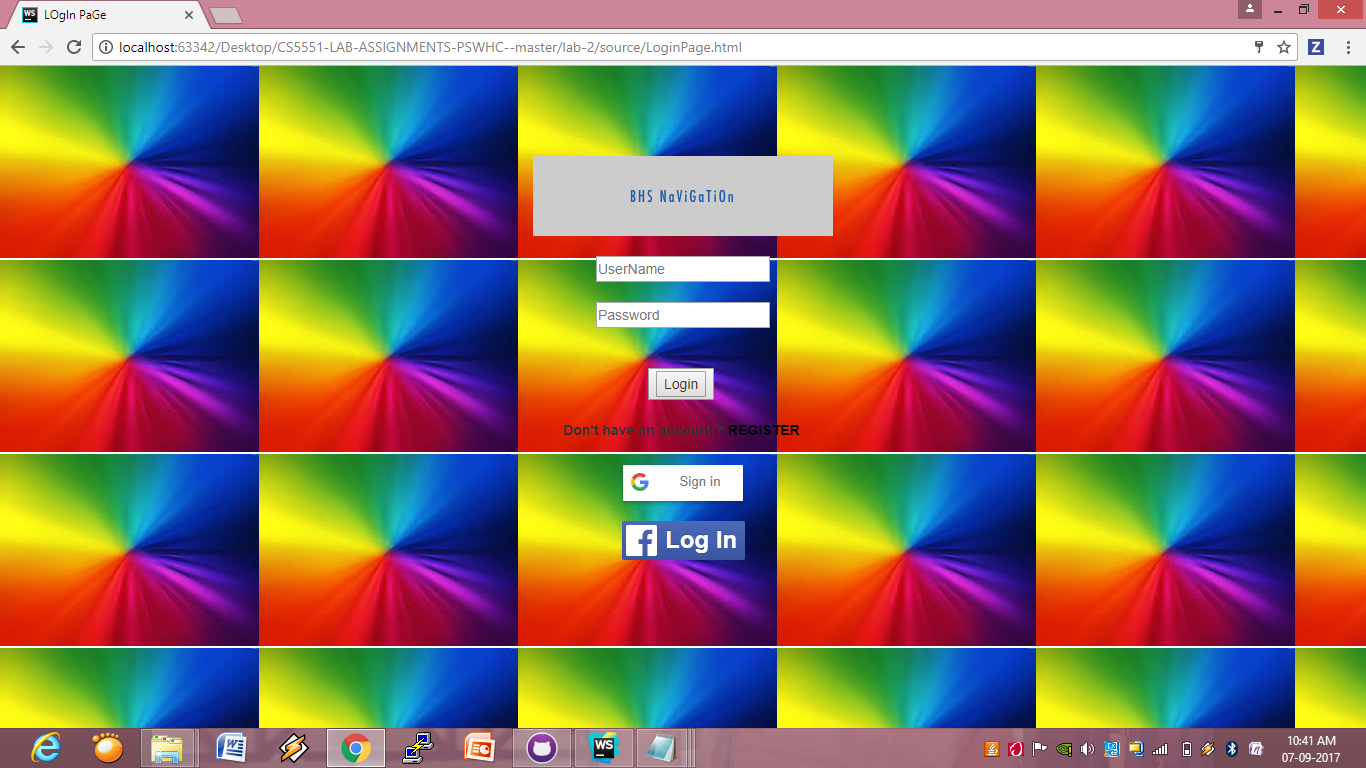 LOgIn PaGe
localhost:63342/Desktop/CS5551-LAB-ASSIGNMENTS-PSWHC--master/lab-2/source/LoginPage.html
BHS NaViGaTiOn
UserName
Password
Login
Don't have an account ? REGISTER
Sign in
Log In
10:41 AM
07-09-2017